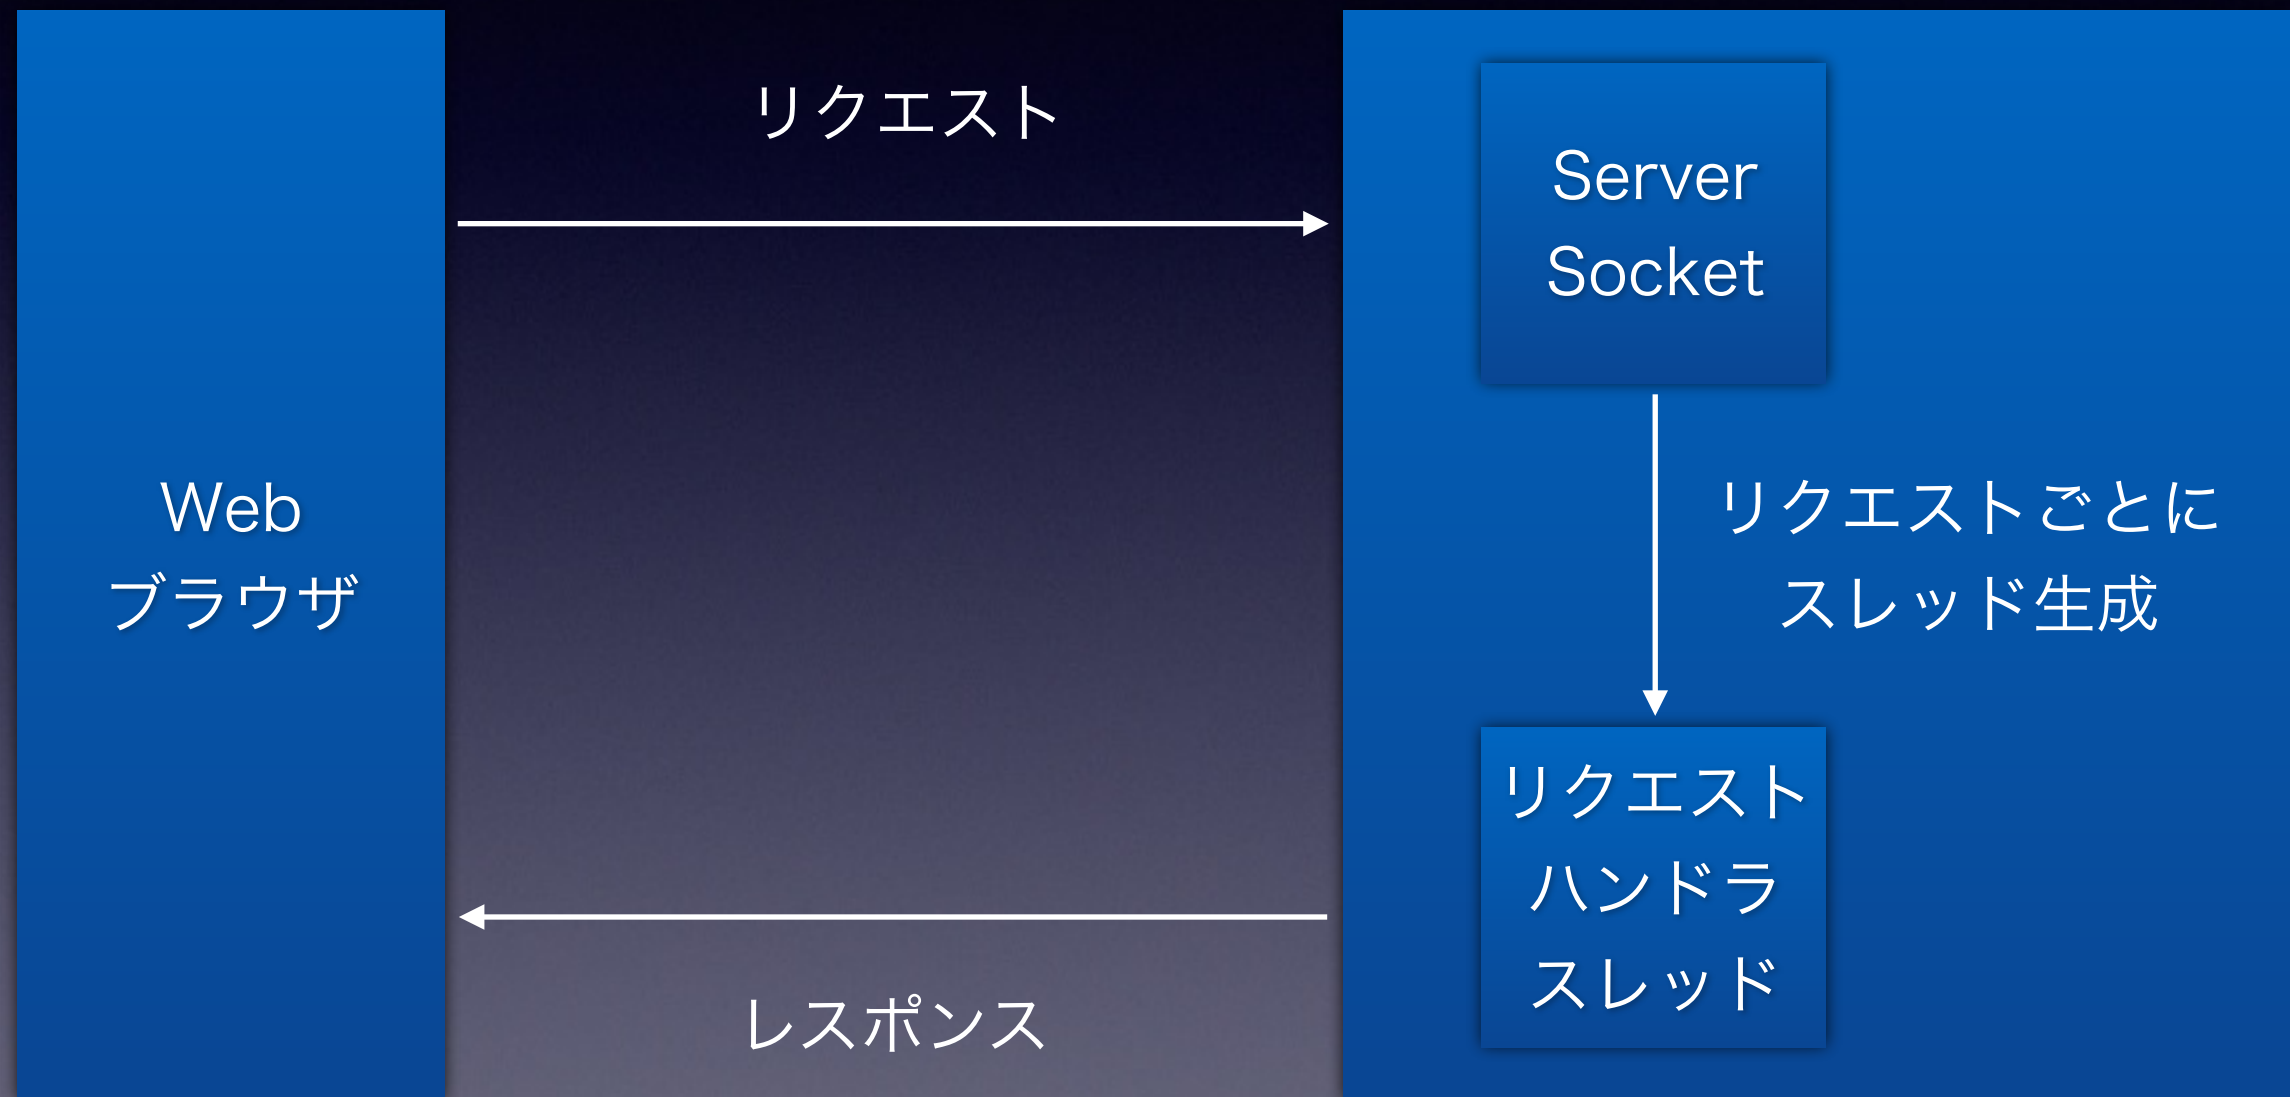 リクエスト
Server
Socket
Web
ブラウザ
リクエストごとに
スレッド生成
リクエスト
ハンドラ
スレッド
レスポンス